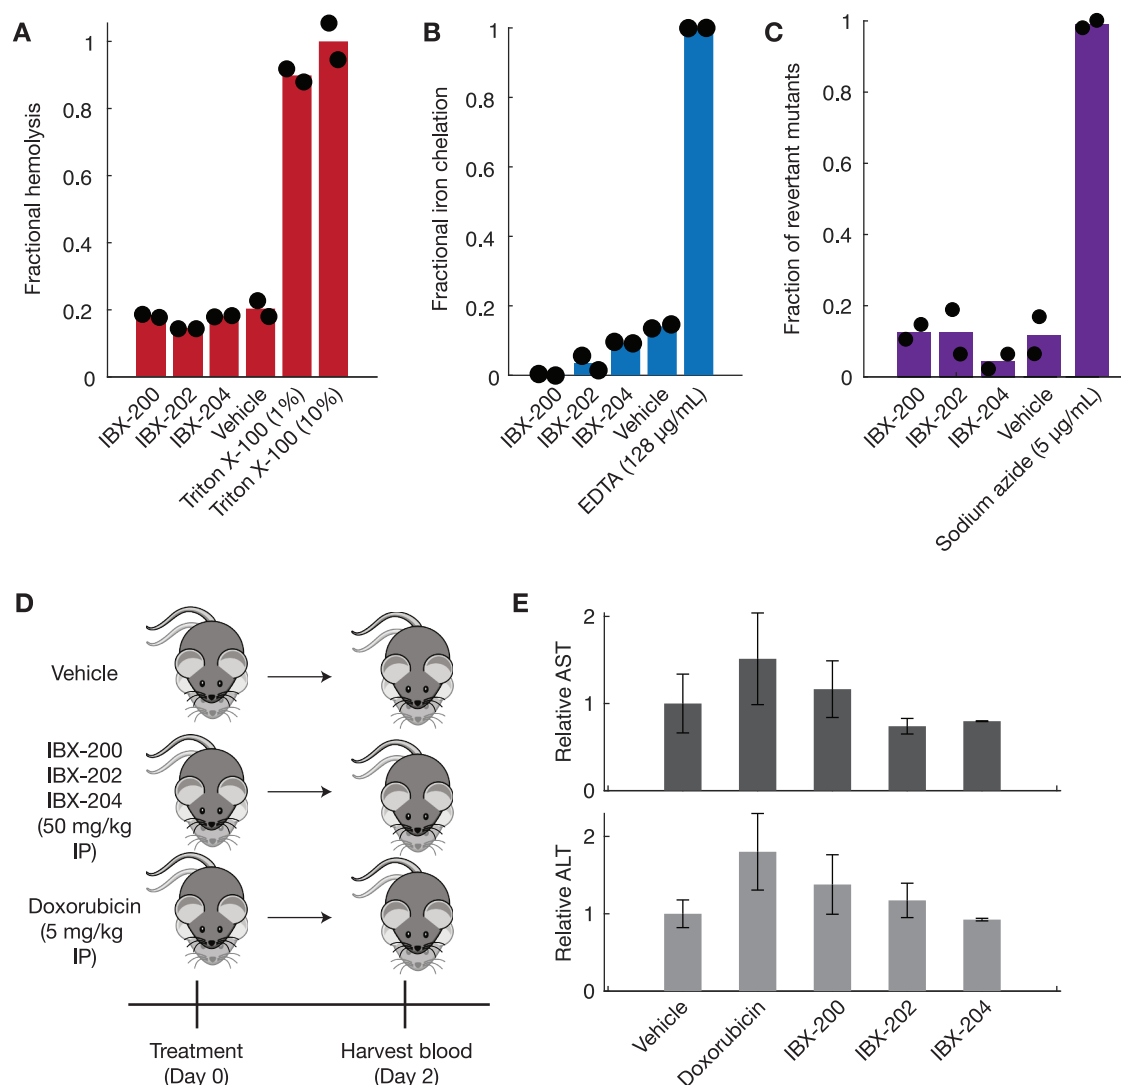 A
Fractional hemolysis
1
0.8
0.6
0.4
0.2
0
IBX-200
IBX-202
IBX-204
Vehicle
Triton X-100 (1%)
Triton X-100 (10%)
B
Fractional iron chelation
1
0.8
0.6
0.4
0.2
0
IBX-200
IBX-202
IBX-204
Vehicle
EDTA (128 µg/mL)
C
Fraction of revertant mutants
1
0.8
0.6
0.4
0.2
0
IBX-200
IBX-202
IBX-204
Vehicle
Sodium azide (5 µg/mL)
D
Vehicle
IBX-200
IBX-202
IBX-204
(50 mg/kg
IP)
Doxorubicin
(5 mg/kg
IP)
Treatment
(Day 0)
Harvest blood
(Day 2)
E
Relative AST
2
1
0
Relative ALT
2
1
0
Vehicle
Doxorubicin
IBX-200
IBX-202
IBX-204